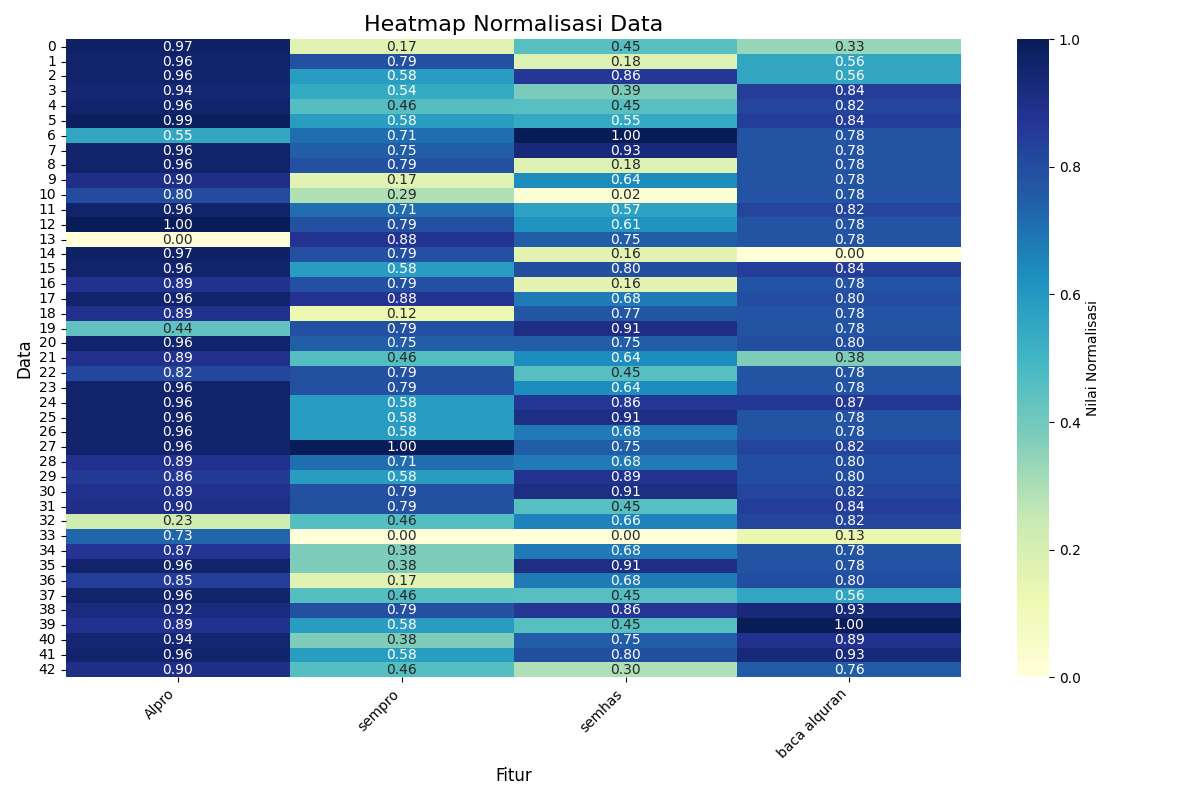 Heatmap Normalisasi Data
0 0.97 0.17 0.45 0.33
1 0.96 0.79 0.18 0.56
2 0.96 0.58 0.86 0.56
3 0.94 0.54 0.39 0.84
4 0.96 0.46 0.45 0.82
5 0.99 0.58 0.55 0.84
6 0.55 0.71 1.00 0.78
7 0.96 0.75 0.93 0.78
8 0.96 0.79 0.18 0.78
9 0.90 0.17 0.64 0.78
10 0.80 0.29 0.02 0.78
11 0.96 0.71 0.57 0.82
12 1.00 0.79 0.61 0.78
13 0.00 0.88 0.75 0.78
14 0.97 0.79 0.16 0.00
15 0.96 0.58 0.80 0.84
16 0.89 0.79 0.16 0.78
17 0.96 0.88 0.68 0.80
18 0.89 0.12 0.77 0.78
19 0.44 0.79 0.91 0.78
20 0.96 0.75 0.75 0.80
21 0.89 0.46 0.64 0.38
22 0.82 0.79 0.45 0.78
23 0.96 0.79 0.64 0.78
24 0.96 0.58 0.86 0.87
25 0.96 0.58 0.91 0.78
26 0.96 0.58 0.68 0.78
27 0.96 1.00 0.75 0.82
28 0.89 0.71 0.68 0.80
29 0.86 0.58 0.89 0.80
30 0.89 0.79 0.91 0.82
31 0.90 0.79 0.45 0.84
32 0.23 0.46 0.66 0.82
33 0.73 0.00 0.00 0.13
34 0.87 0.38 0.68 0.78
35 0.96 0.38 0.91 0.78
36 0.85 0.17 0.68 0.80
37 0.96 0.46 0.45 0.56
38 0.92 0.79 0.86 0.93
39 0.89 0.58 0.45 1.00
40 0.94 0.38 0.75 0.89
41 0.96 0.58 0.80 0.93
42 0.90 0.46 0.30 0.76
Data
Alpro sempro semhas baca alquran
Fitur
1.0
0.8
0.6
0.4
0.2
0.0
Nilai Normalisasi